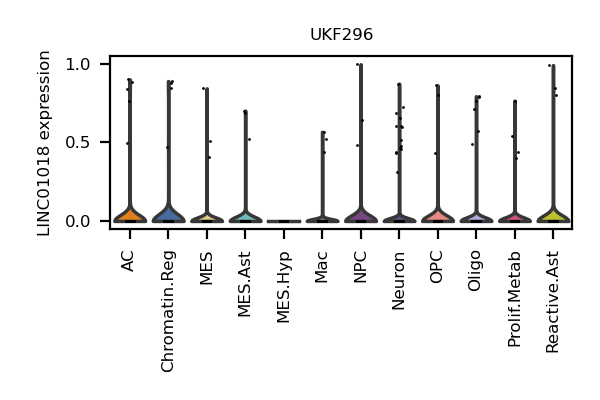 UKF296
LINC01018 expression
1.0
0.5
0.0
AC
Chromatin.Reg
MES
MES.Ast
MES.Hyp
Mac
NPC
Neuron
OPC
Oligo
Prolif.Metab
Reactive.Ast